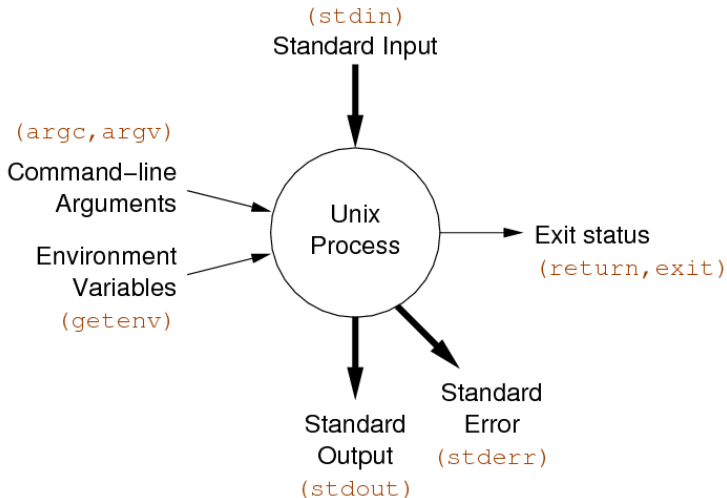 (stdin)
Standard Input
(argc,argv)
Command−line
Arguments
Environment
Variables
(getenv)
Unix
Process
Exit status
(return,exit)
Standard
Output
(stdout)
Standard
Error
(stderr)